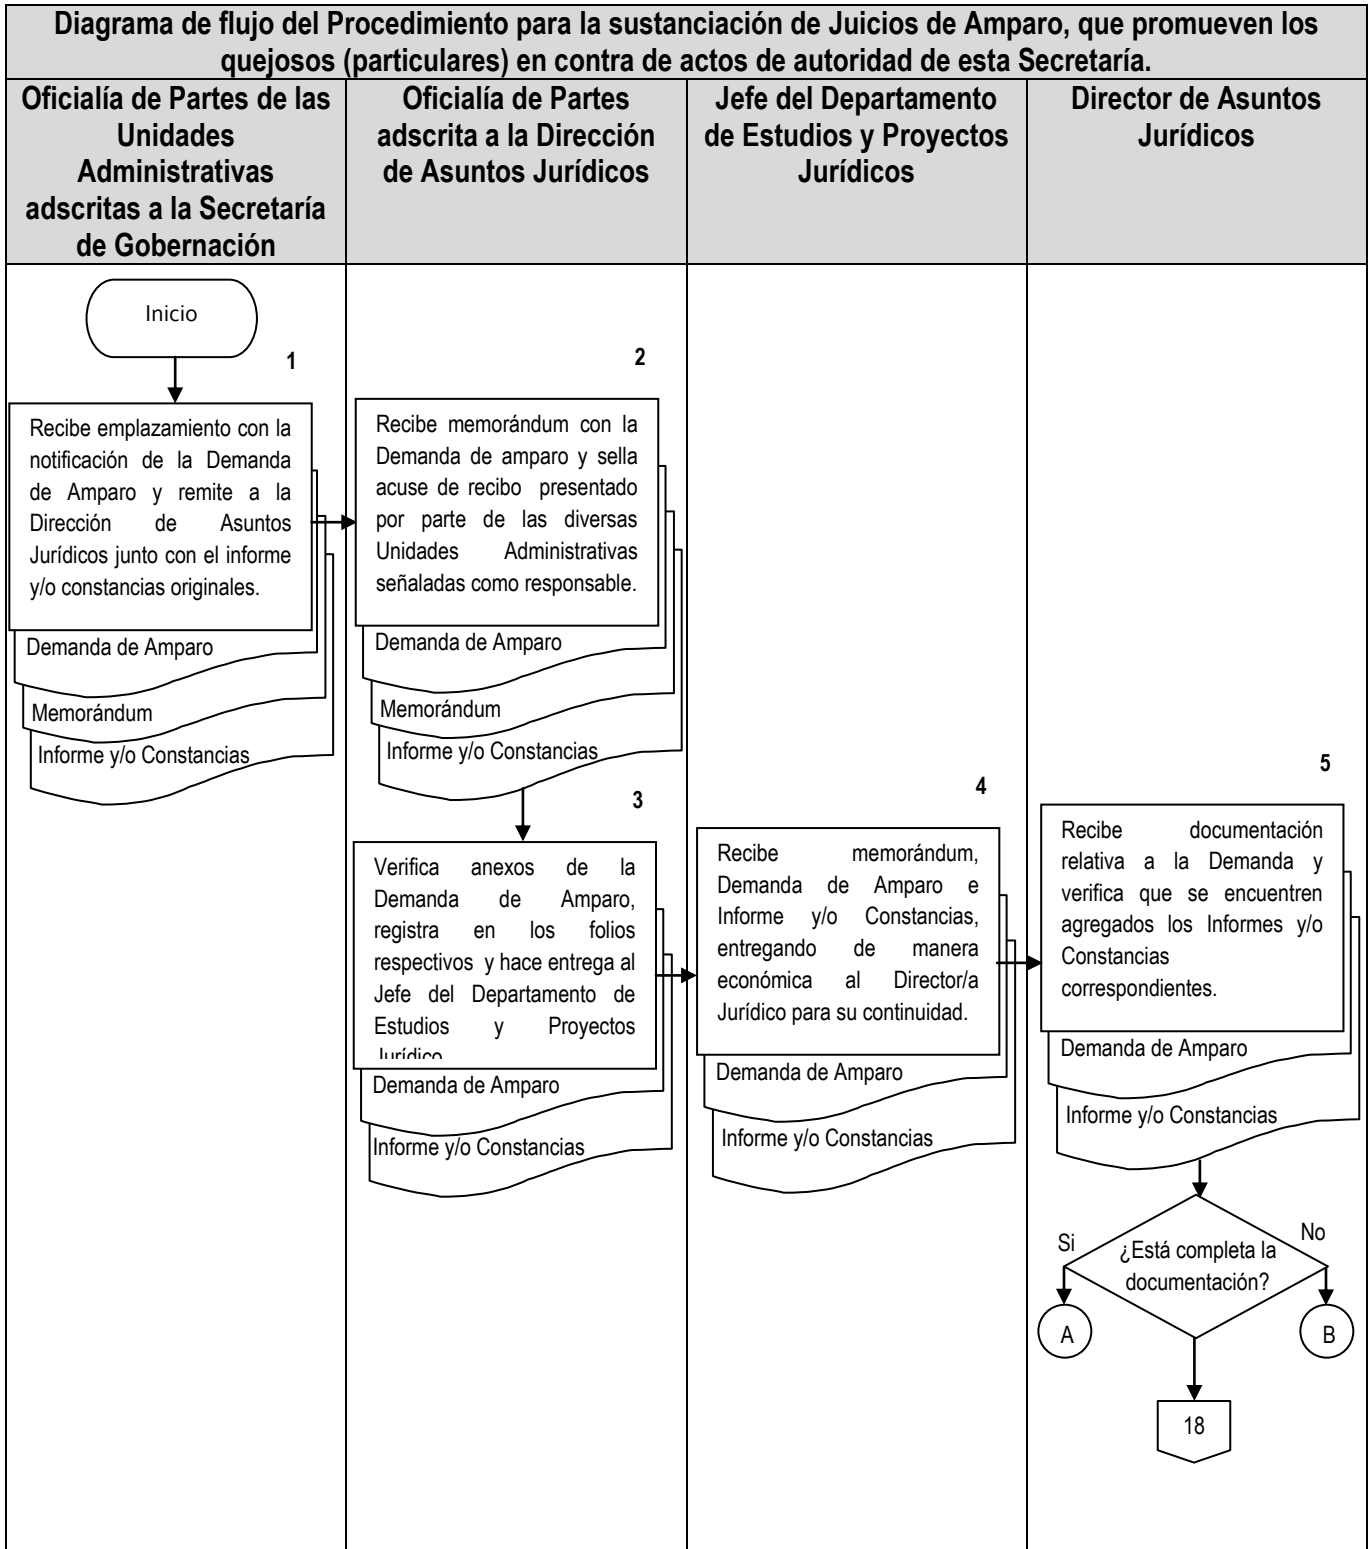 Diagrama de flujo del Procedimiento para la sustanciación de Juicios de Amparo, que promueven los
quejosos (particulares) en contra de actos de autoridad de esta Secretaría.
Oficialía de Partes de las
Unidades
Administrativas
adscritas a la Secretaría
de Gobernación
Oficialía de Partes
adscrita a la Dirección
de Asuntos Jurídicos
Jefe del Departamento
de Estudios y Proyectos
Jurídicos
Director de Asuntos
Jurídicos
Inicio
1
Recibe emplazamiento con la
notificación de la Demanda
de Amparo y remite a la
Dirección de Asuntos
Jurídicos junto con el informe
y/o constancias originales.
Demanda de Amparo
Memorándum
Informe y/o Constancias
2
Recibe memorándum con la
Demanda de amparo y sella
acuse de recibo presentado
por parte de las diversas
Unidades Administrativas
señaladas como responsable.
Demanda de Amparo
Memorándum
Informe y/o Constancias
3
Verifica anexos de la
Demanda de Amparo,
registra en los folios
respectivos y hace entrega al
Jefe del Departamento de
Estudios y Proyectos
Jurídico
Demanda de Amparo
Informe y/o Constancias
4
Recibe memorándum,
Demanda de Amparo e
Informe y/o Constancias,
entregando de manera
económica al Director/a
Jurídico para su continuidad.
Demanda de Amparo
Informe y/o Constancias
5
Recibe documentación
relativa a la Demanda y
verifica que se encuentren
agregados los Informes y/o
Constancias
correspondientes.
Demanda de Amparo
Informe y/o Constancias
Si
¿Está completa la
documentación?
No
A
B
18